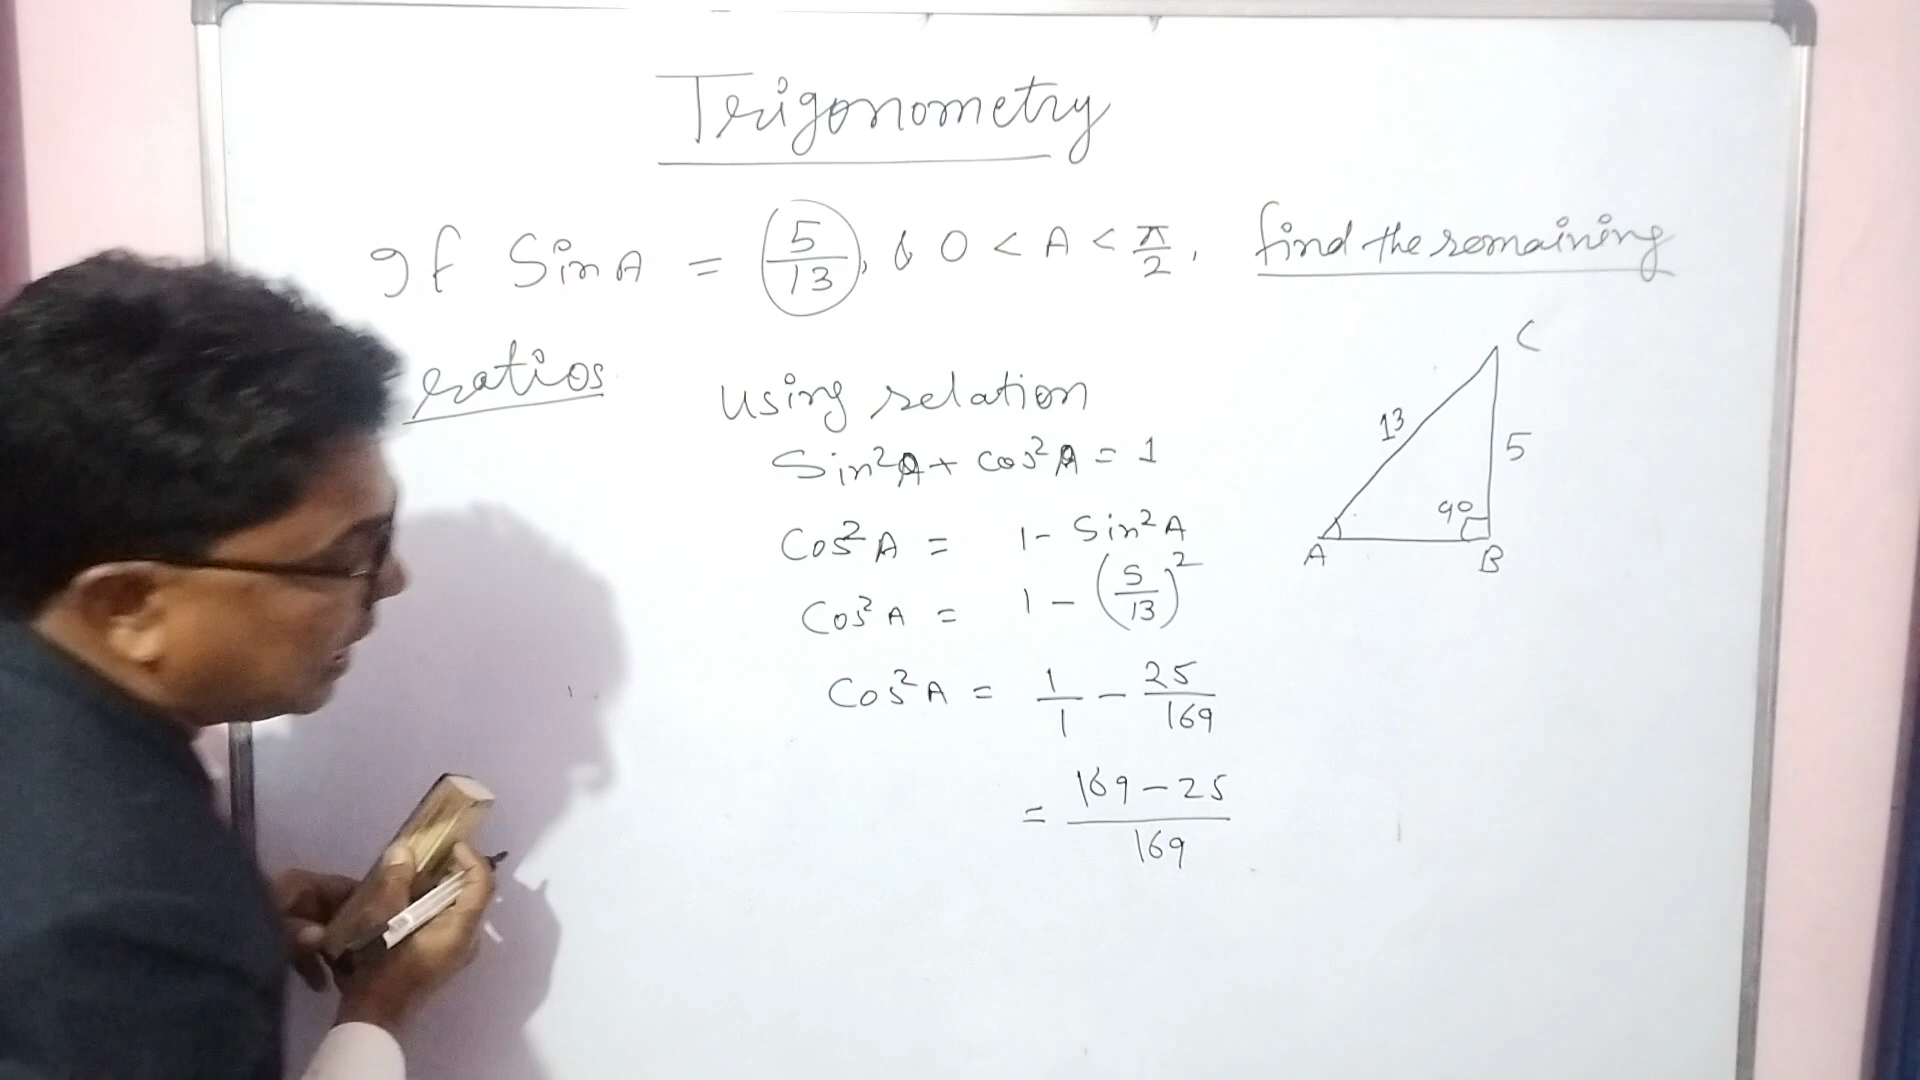 Trigonometry
If Sin A = 5/13, & 0 < A < π/2, find the remaining
ratios
using relation
Sin²A + cos²A = 1
Cos²A = 1 - Sin²A
Cos²A = 1 - (5/13)²
Cos²A = 1/1 - 25/169
= 169 - 25 / 169
C
13
5
90
A
B